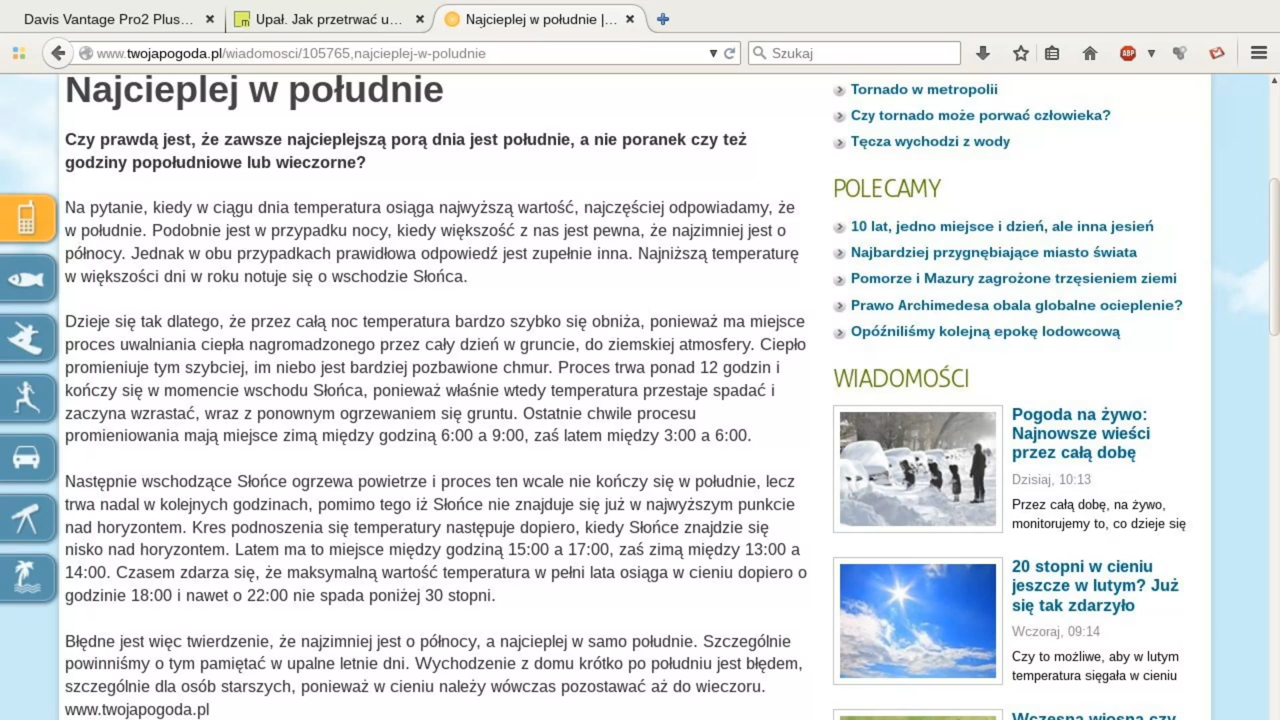 Davis Vantage Pro2 Plus...
Upał. Jak przetrwać u...
Najcieplej w południe |...
www.twojapogoda.pl/wiadomosci/105765,najcieplej-w-poludnie
Szukaj
ABP
Najcieplej w południe
Czy prawdą jest, że zawsze najcieplejszą porą dnia jest południe, a nie poranek czy też
godziny popołudniowe lub wieczorne?
Na pytanie, kiedy w ciągu dnia temperatura osiąga najwyższą wartość, najczęściej odpowiadamy, że
w południe. Podobnie jest w przypadku nocy, kiedy większość z nas jest pewna, że najzimniej jest o
północy. Jednak w obu przypadkach prawidłowa odpowiedź jest zupełnie inna. Najniższą temperaturę
w większości dni w roku notuje się o wschodzie Słońca.
Dzieje się tak dlatego, że przez całą noc temperatura bardzo szybko się obniża, ponieważ ma miejsce
proces uwalniania ciepła nagromadzonego przez cały dzień w gruncie, do ziemskiej atmosfery. Ciepło
promieniuje tym szybciej, im niebo jest bardziej pozbawione chmur. Proces trwa ponad 12 godzin i
kończy się w momencie wschodu Słońca, ponieważ właśnie wtedy temperatura przestaje spadać i
zaczyna wzrastać, wraz z ponownym ogrzewaniem się gruntu. Ostatnie chwile procesu
promieniowania mają miejsce zimą między godziną 6:00 a 9:00, zaś latem między 3:00 a 6:00.
Następnie wschodzące Słońce ogrzewa powietrze i proces ten wcale nie kończy się w południe, lecz
trwa nadal w kolejnych godzinach, pomimo tego iż Słońce nie znajduje się już w najwyższym punkcie
nad horyzontem. Kres podnoszenia się temperatury następuje dopiero, kiedy Słońce znajdzie się
nisko nad horyzontem. Latem ma to miejsce między godziną 15:00 a 17:00, zaś zimą między 13:00 a
14:00. Czasem zdarza się, że maksymalną wartość temperatura w pełni lata osiąga w cieniu dopiero o
godzinie 18:00 i nawet o 22:00 nie spada poniżej 30 stopni.
Błędne jest więc twierdzenie, że najzimniej jest o północy, a najcieplej w samo południe. Szczególnie
powinniśmy o tym pamiętać w upalne letnie dni. Wychodzenie z domu krótko po południu jest błędem,
szczególnie dla osób starszych, ponieważ w cieniu należy wówczas pozostawać aż do wieczoru.
www.twojapogoda.pl
Tornado w metropolii
Czy tornado może porwać człowieka?
Tęcza wychodzi z wody
POLECAMY
10 lat, jedno miejsce i dzień, ale inna jesień
Najbardziej przygnębiające miasto świata
Pomorze i Mazury zagrożone trzęsieniem ziemi
Prawo Archimedesa obala globalne ocieplenie?
Opóźniliśmy kolejną epokę lodowcową
WIADOMOŚCI
Pogoda na żywo:
Najnowsze wieści
przez całą dobę
Dzisiaj, 10:13
Przez całą dobę, na żywo,
monitorujemy to, co dzieje się
20 stopni w cieniu
jeszcze w lutym? Już
się tak zdarzyło
Wczoraj, 09:14
Czy to możliwe, aby w lutym
temperatura sięgała w cieniu
Wczesna wiosna czy